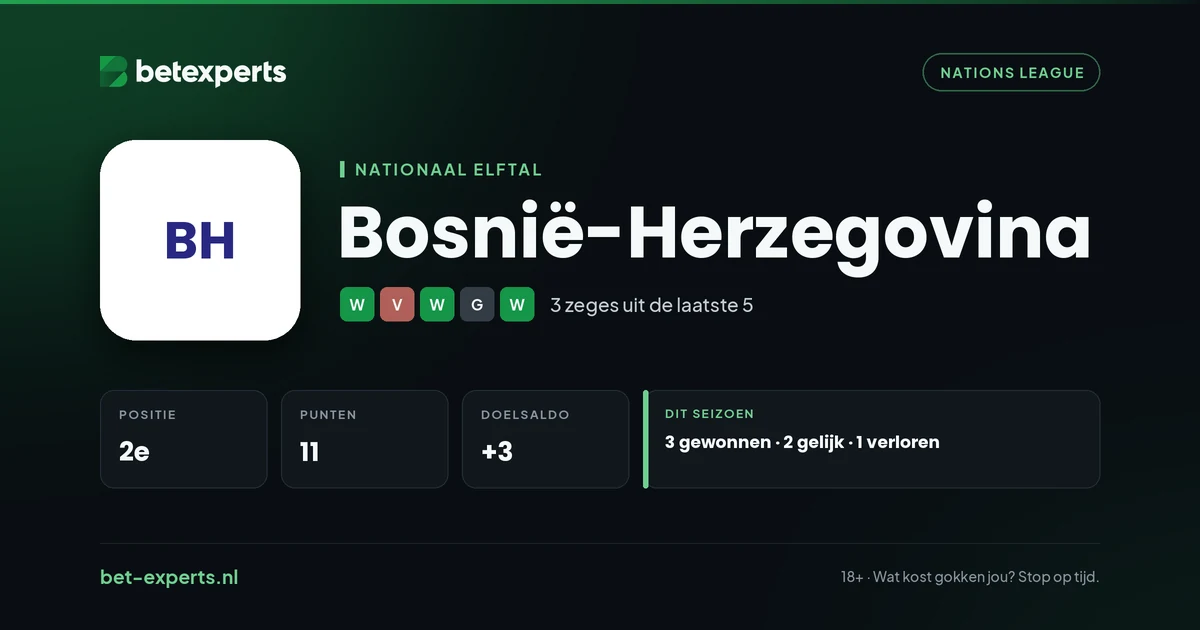 betexperts
NATIONS LEAGUE
BH
NATIONAAL ELFTAL
Bosnië-Herzegovina
W V W G W 3 zeges uit de laatste 5
POSITIE
2e
PUNTEN
11
DOELSALDO
+3
DIT SEIZOEN
3 gewonnen · 2 gelijk · 1 verloren
bet-experts.nl
18+ · Wat kost gokken jou? Stop op tijd.